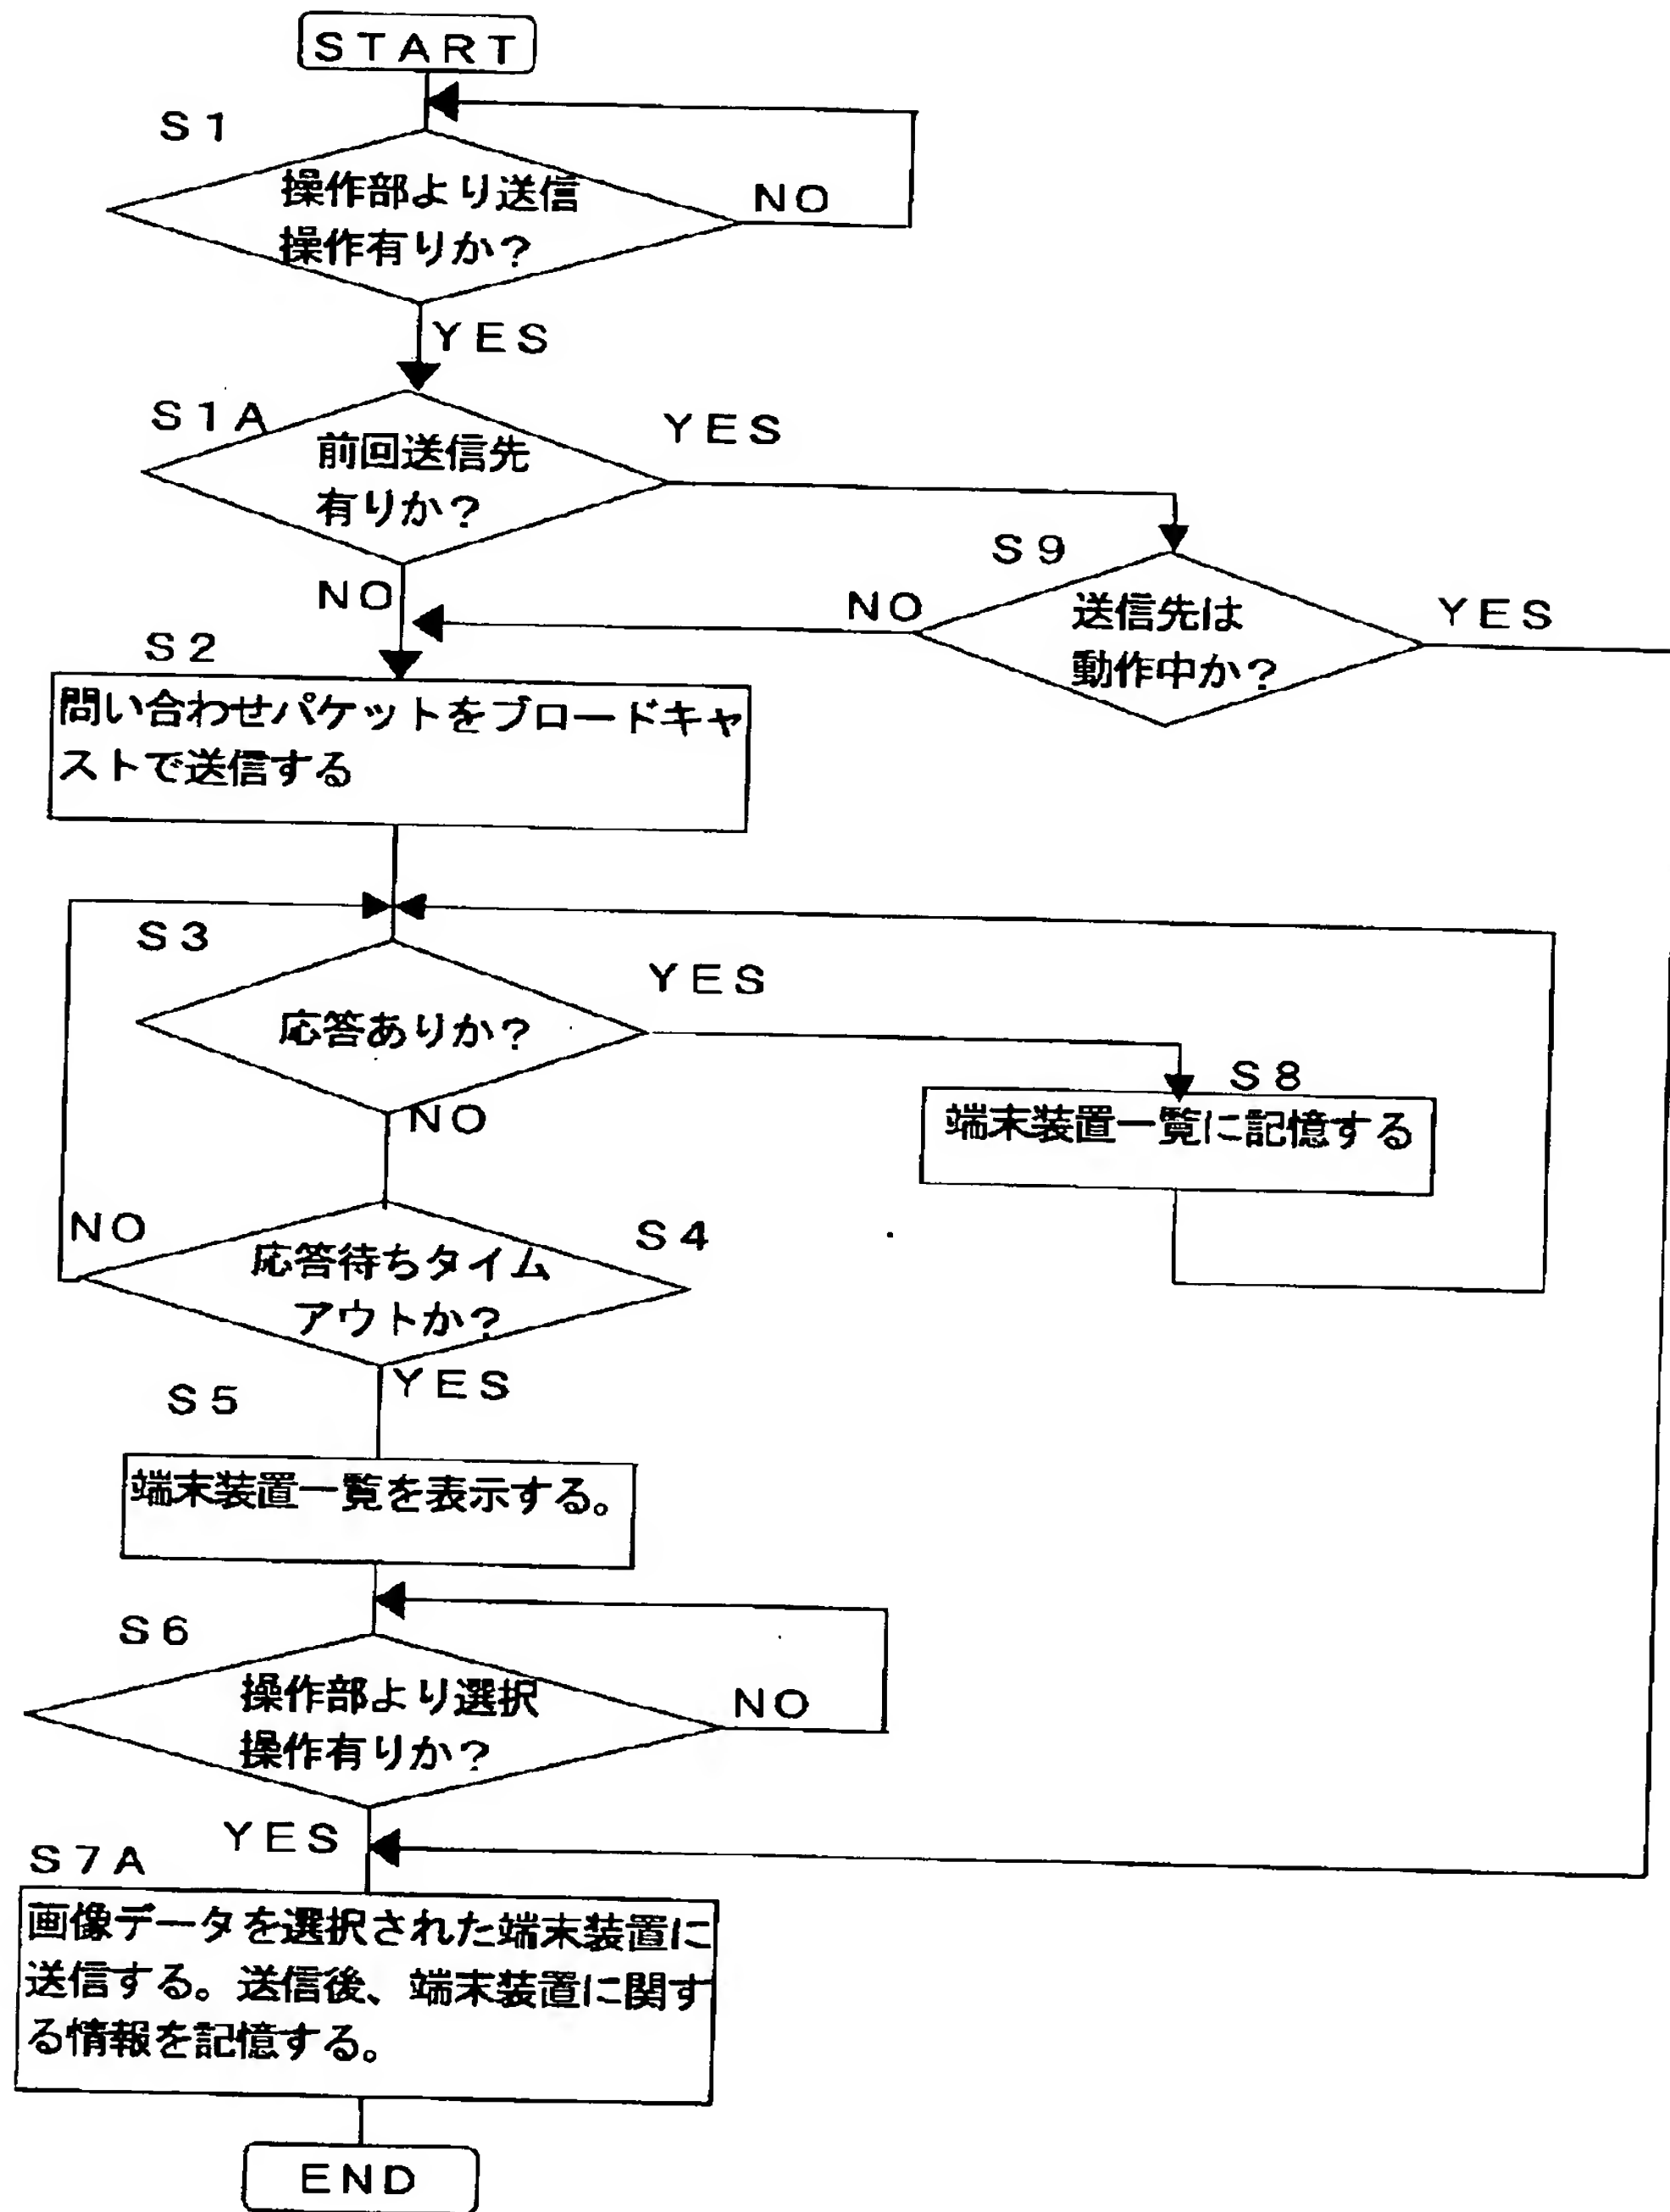 START
S1
操作部より送信
操作有りか?
NO
YES
S1A
前回送信先
有りか?
YES
NO
S9
送信先は
動作中か?
NO
YES
S2
問い合わせパケットをブロードキャ
ストで送信する
S3
応答ありか?
YES
NO
S8
端末装置一覧に記憶する
S4
応答待ちタイム
アウトか?
NO
YES
S5
端末装置一覧を表示する。
S6
操作部より選択
操作有りか?
NO
YES
S7A
画像データを選択された端末装置に
送信する。送信後、端末装置に関す
る情報を記憶する。
END